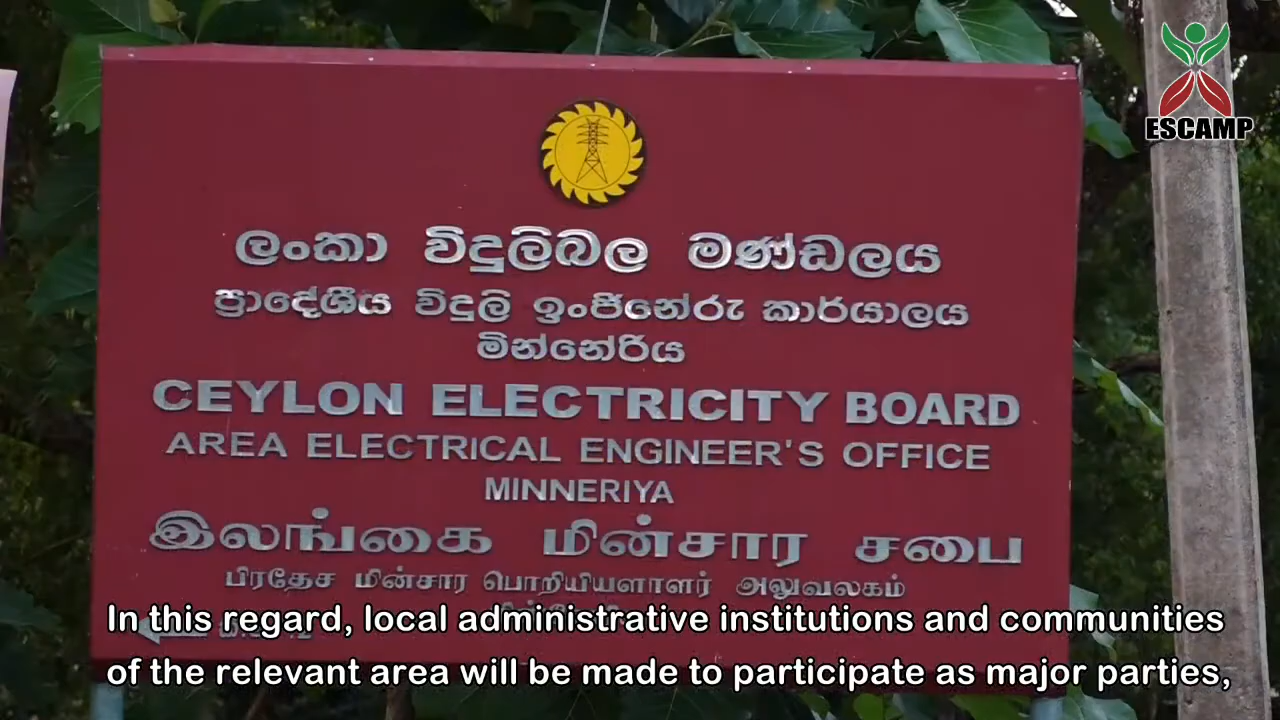 ESCAMP
ලංකා විදුලිබල මණ්ඩලය
ප්‍රාදේශීය විදුලි ඉංජිනේරු කාර්යාලය
මින්නේරිය
CEYLON ELECTRICITY BOARD
AREA ELECTRICAL ENGINEER'S OFFICE
MINNERIYA
இலங்கை மின்சார சபை
பிரதேச மின்சார பொறியியளாளர் அலுவலகம்
In this regard, local administrative institutions and communities
of the relevant area will be made to participate as major parties,